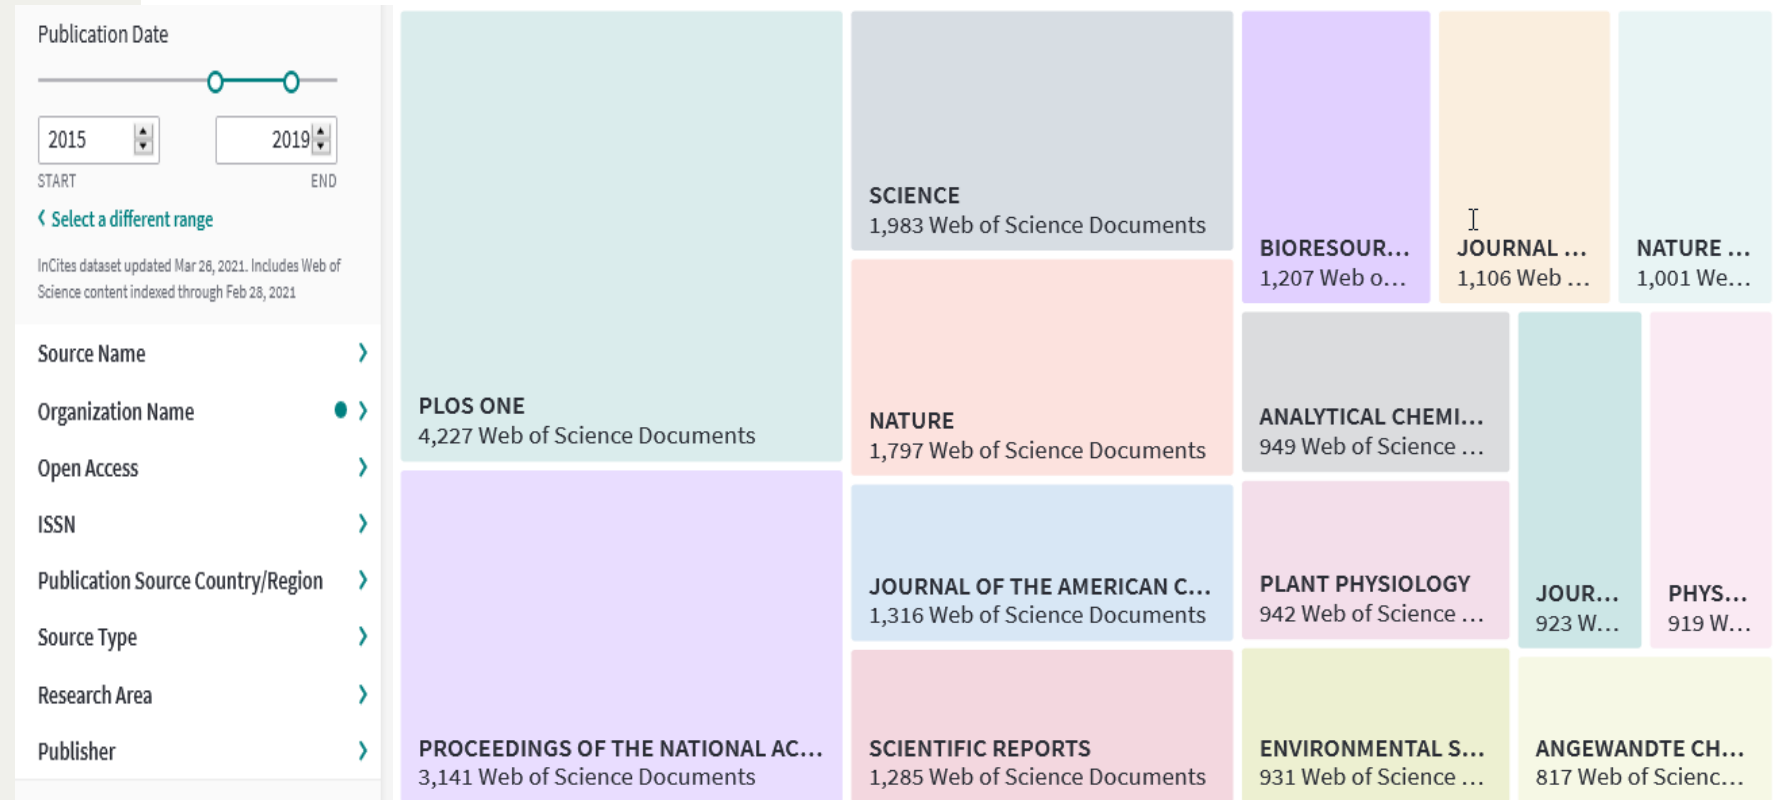 Publication Date
2015
2019
START
END
Select a different range
InCites dataset updated Mar 26, 2021. Includes Web of
Science content indexed through Feb 28, 2021
Source Name
Organization Name
Open Access
ISSN
Publication Source Country/Region
Source Type
Research Area
Publisher
PLOS ONE
4,227 Web of Science Documents
PROCEEDINGS OF THE NATIONAL AC...
3,141 Web of Science Documents
SCIENCE
1,983 Web of Science Documents
NATURE
1,797 Web of Science Documents
JOURNAL OF THE AMERICAN C...
1,316 Web of Science Documents
SCIENTIFIC REPORTS
1,285 Web of Science Documents
BIORESOUR...
1,207 Web o...
JOURNAL ...
1,106 Web ...
NATURE ...
1,001 We...
ANALYTICAL CHEMI...
949 Web of Science ...
PLANT PHYSIOLOGY
942 Web of Science ...
ENVIRONMENTAL S...
931 Web of Science ...
JOUR...
923 W...
PHYS...
919 W...
ANGEWANDTE CH...
817 Web of Scienc...